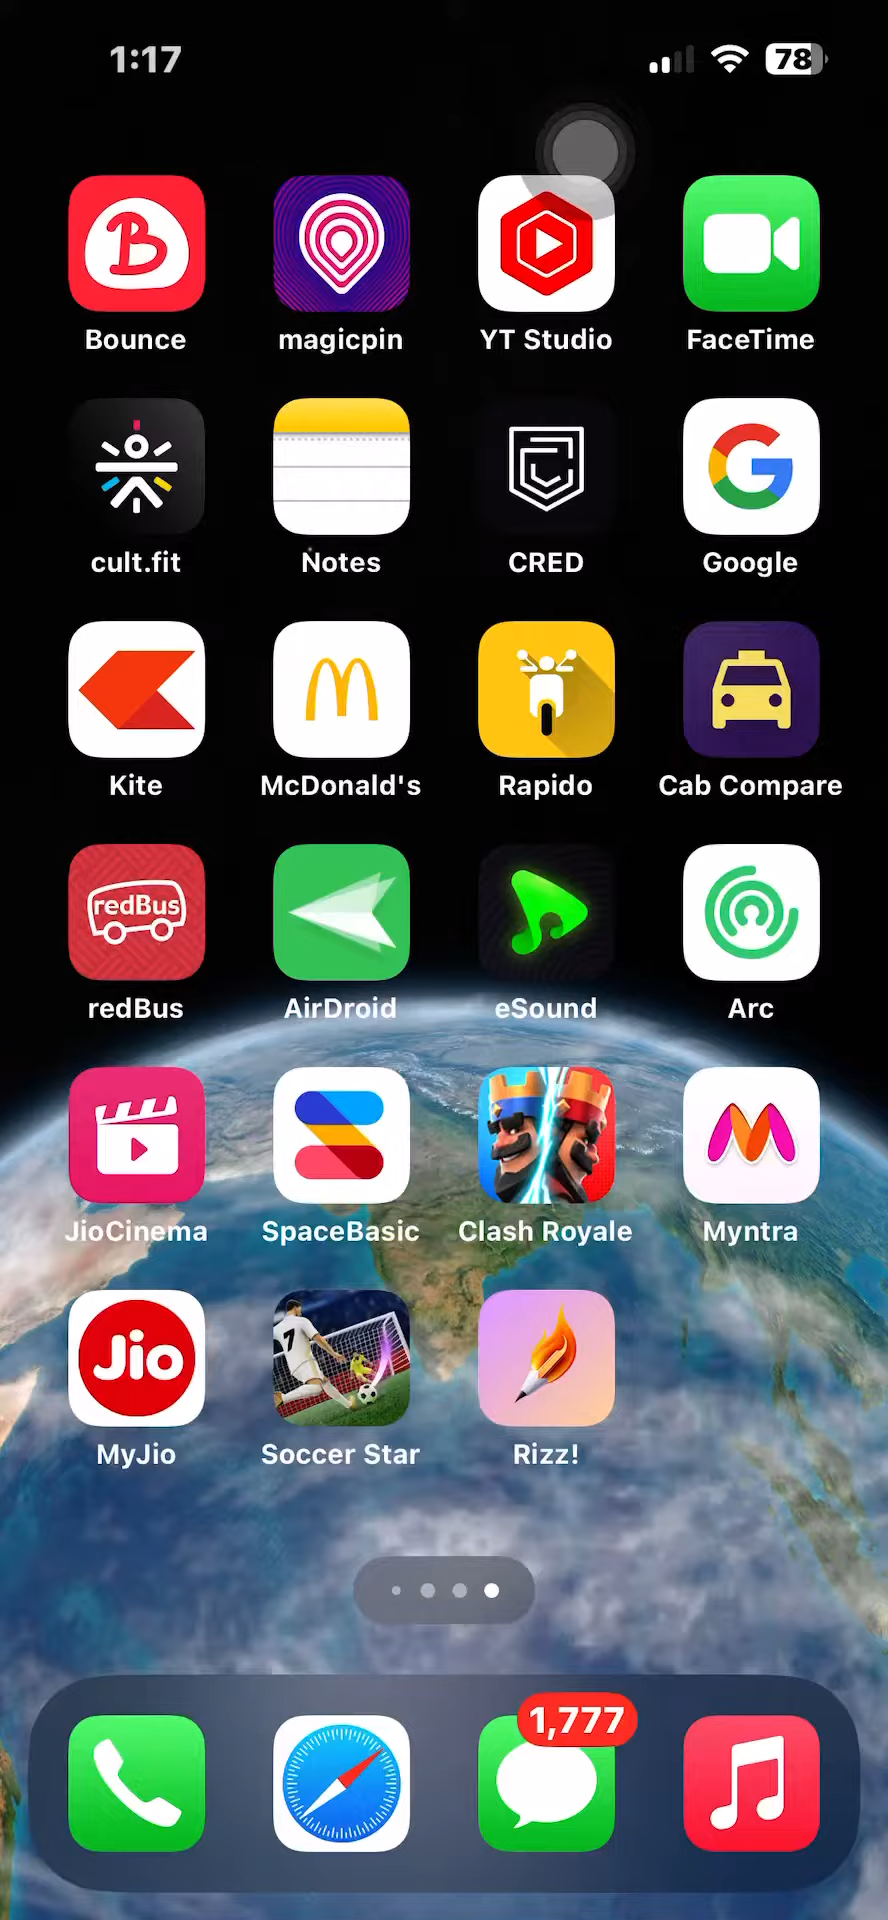 1:17
78
B
Bounce
magicpin
YT Studio
FaceTime
cult.fit
Notes
CRED
Google
Kite
McDonald's
Rapido
Cab Compare
redBus
redBus
AirDroid
eSound
Arc
JioCinema
SpaceBasic
Clash Royale
Myntra
Jio
7
MyJio
Soccer Star
Rizz!
1,777